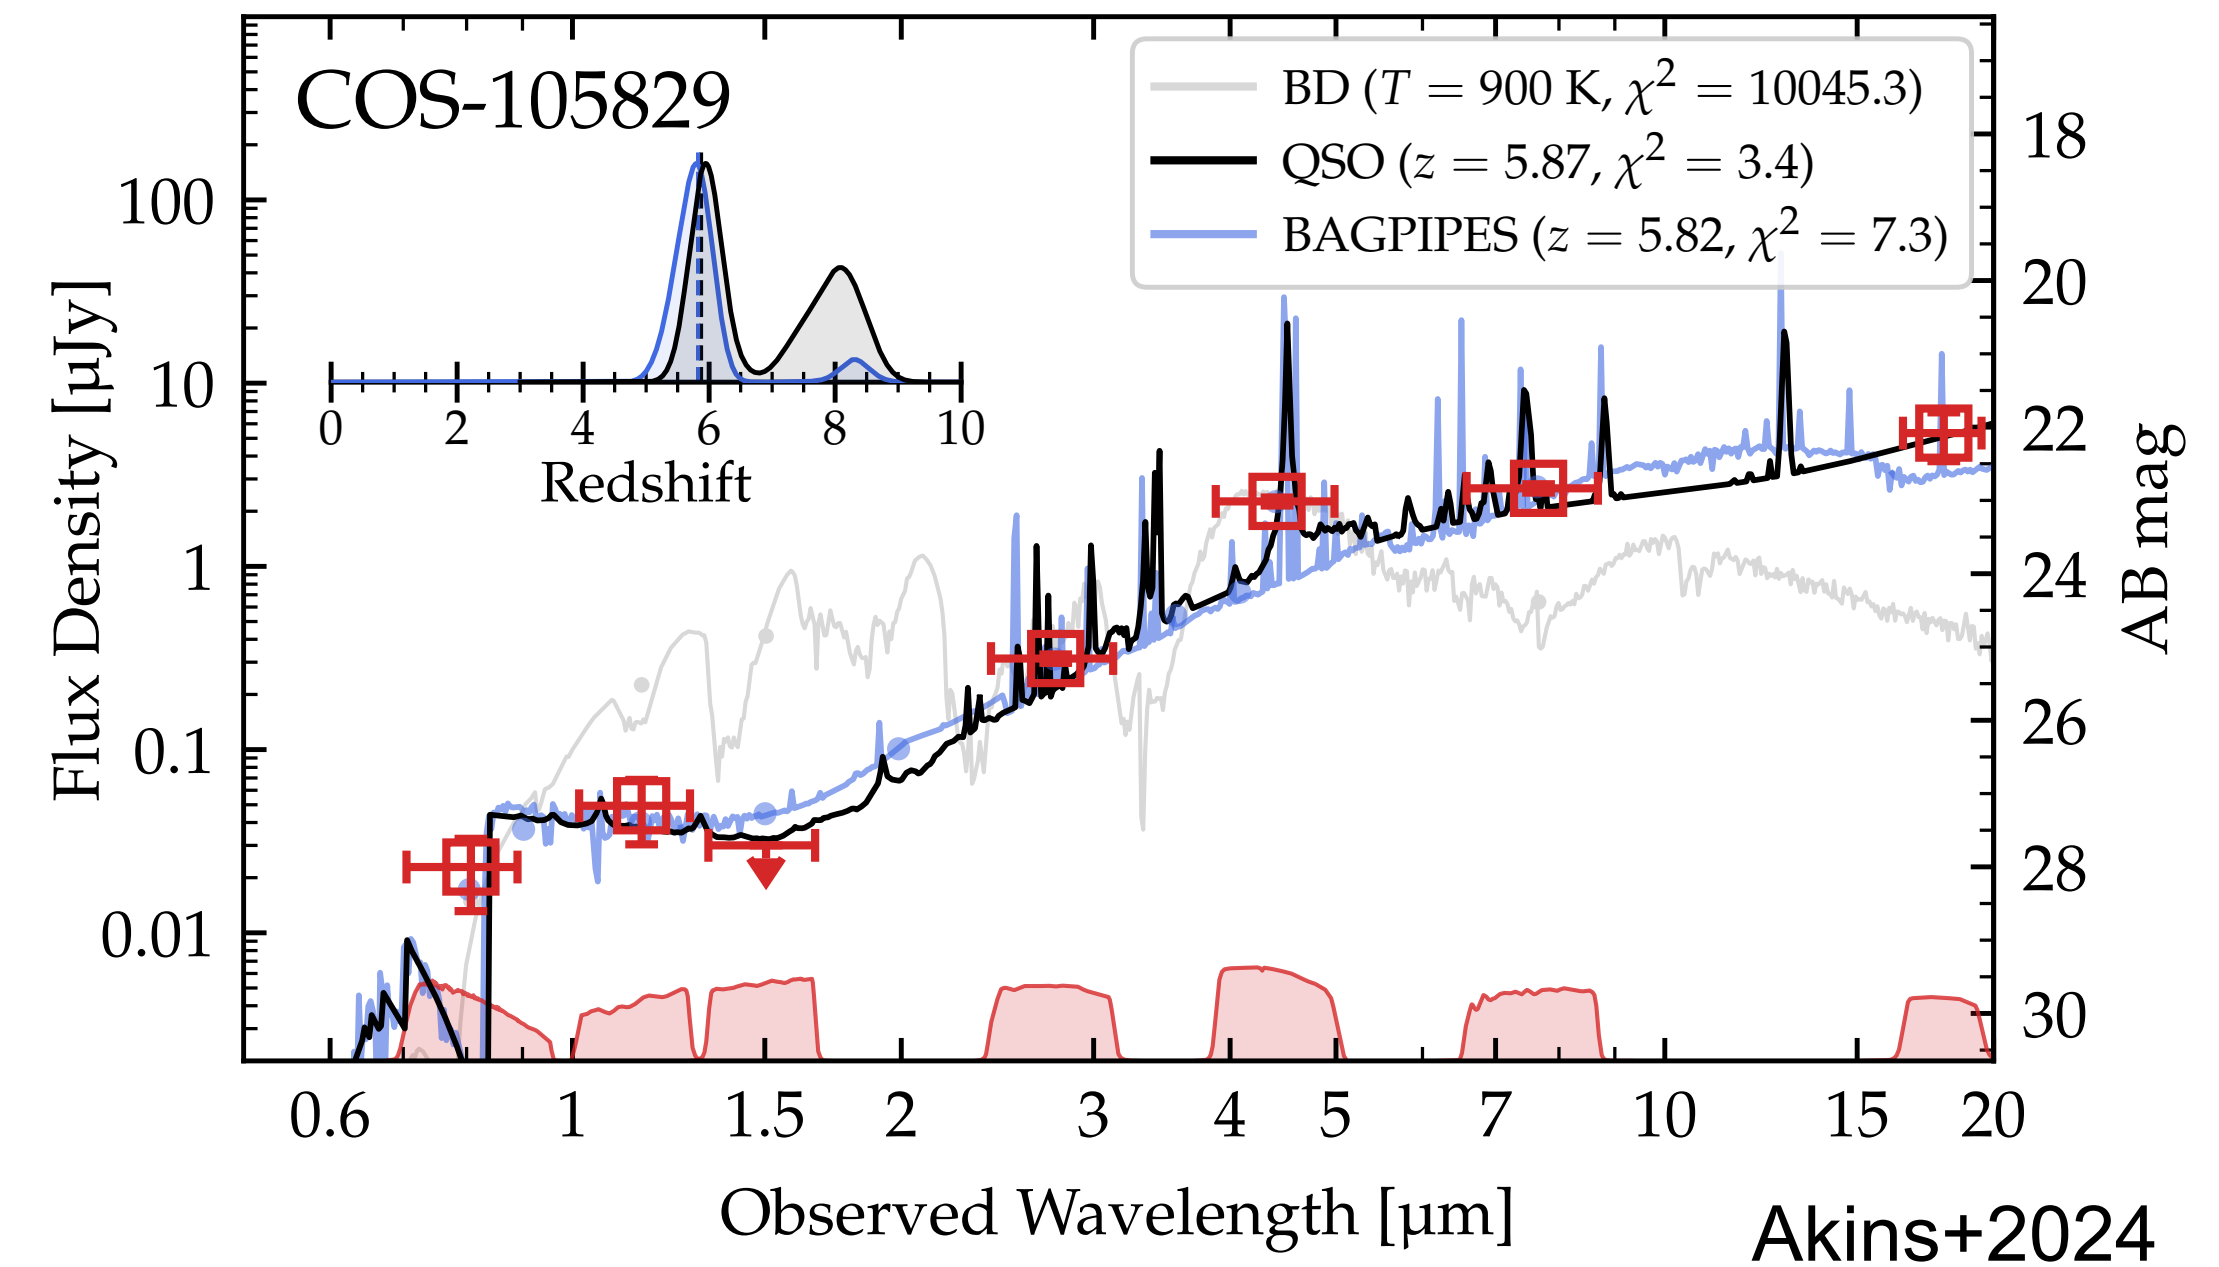 COS-105829
BD (T = 900 K, χ² = 10045.3)
QSO (z = 5.87, χ² = 3.4)
BAGPIPES (z = 5.82, χ² = 7.3)
0 2 4 6 8 10
Redshift
Flux Density [µJy]
100
10
1
0.1
0.01
18
20
22
24
26
28
30
AB mag
0.6 1 1.5 2 3 4 5 7 10 15 20
Observed Wavelength [µm]
Akins+2024